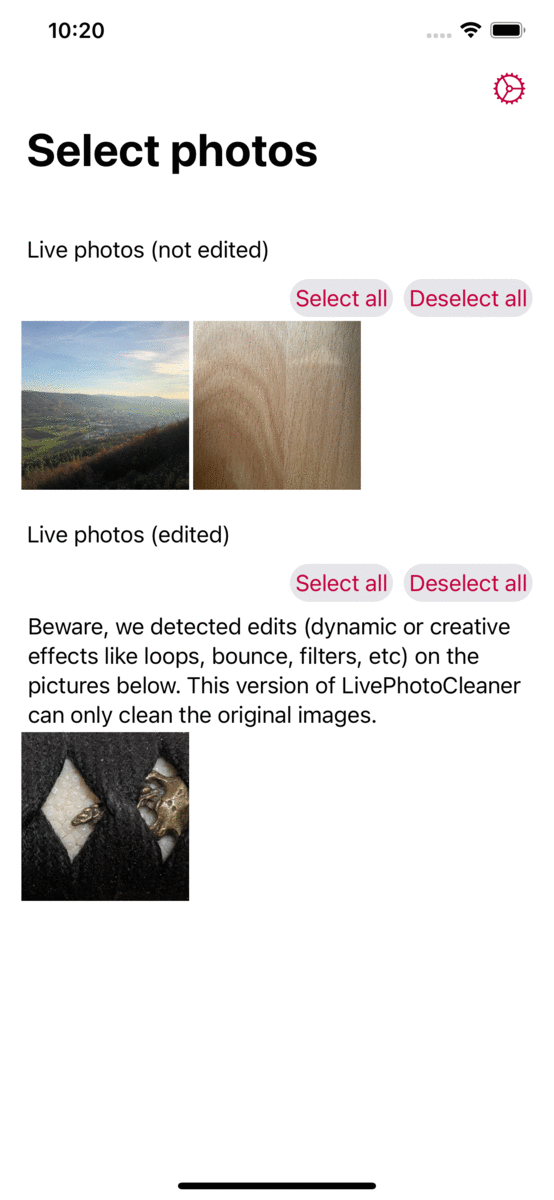 10:20
Select photos
Live photos (not edited)
Select all Deselect all
Live photos (edited)
Select all Deselect all
Beware, we detected edits (dynamic or creative
effects like loops, bounce, filters, etc) on the
pictures below. This version of LivePhotoCleaner
can only clean the original images.